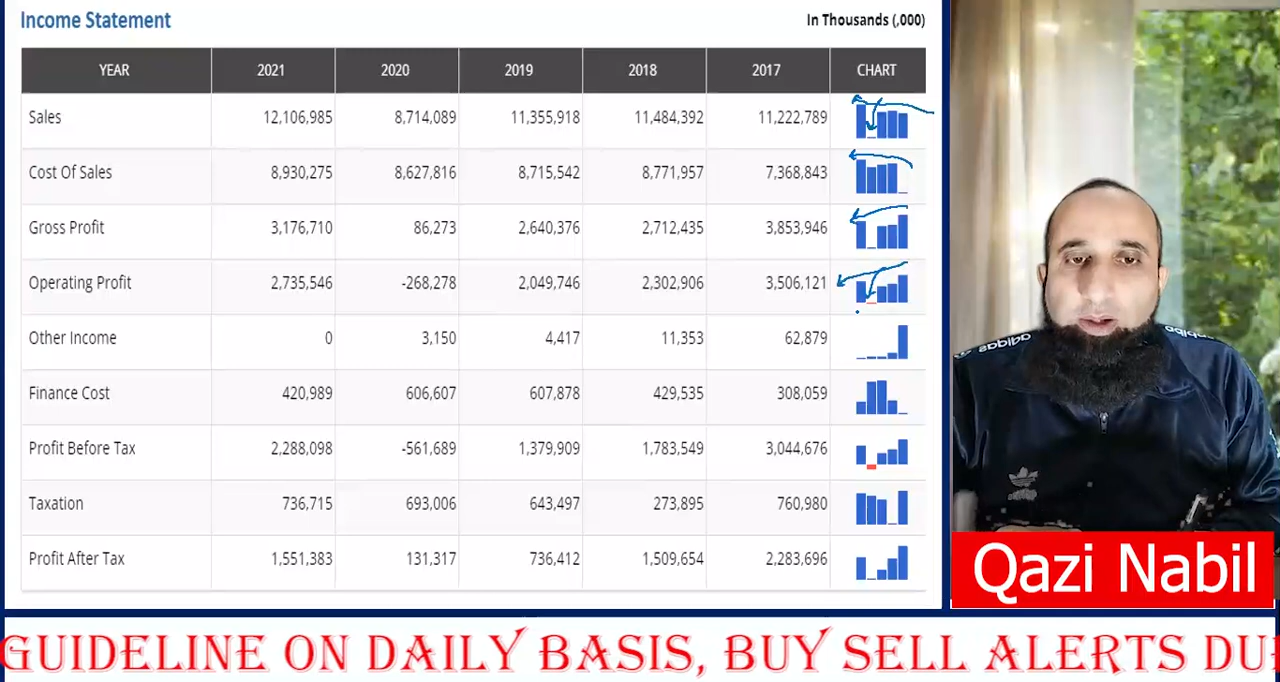 Income Statement In Thousands (,000)
YEAR 2021 2020 2019 2018 2017 CHART
Sales 12,106,985 8,714,089 11,355,918 11,484,392 11,222,789
Cost Of Sales 8,930,275 8,627,816 8,715,542 8,771,957 7,368,843
Gross Profit 3,176,710 86,273 2,640,376 2,712,435 3,853,946
Operating Profit 2,735,546 -268,278 2,049,746 2,302,906 3,506,121
Other Income 0 3,150 4,417 11,353 62,879
Finance Cost 420,989 606,607 607,878 429,535 308,059
Profit Before Tax 2,288,098 -561,689 1,379,909 1,783,549 3,044,676
Taxation 736,715 693,006 643,497 273,895 760,980
Profit After Tax 1,551,383 131,317 736,412 1,509,654 2,283,696
adidas
Qazi Nabil
GUIDELINE ON DAILY BASIS, BUY SELL ALERTS DU